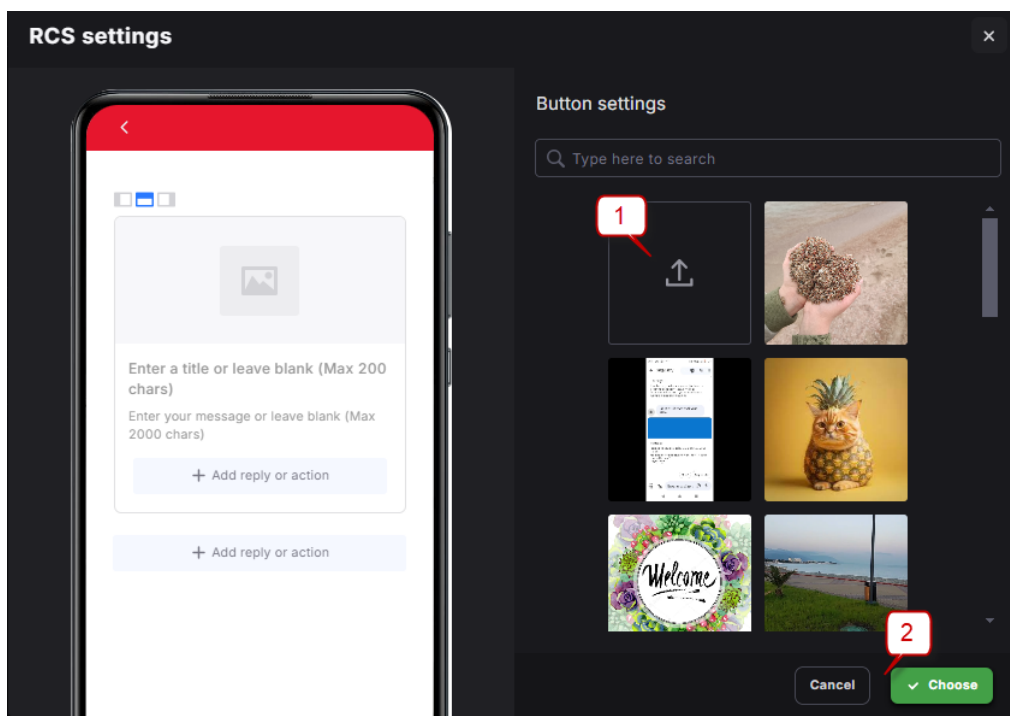 RCS settings
Button settings
Type here to search
1
Enter a title or leave blank (Max 200
chars)
Enter your message or leave blank (Max
2000 chars)
+ Add reply or action
+ Add reply or action
Welcome
2
Cancel
Choose